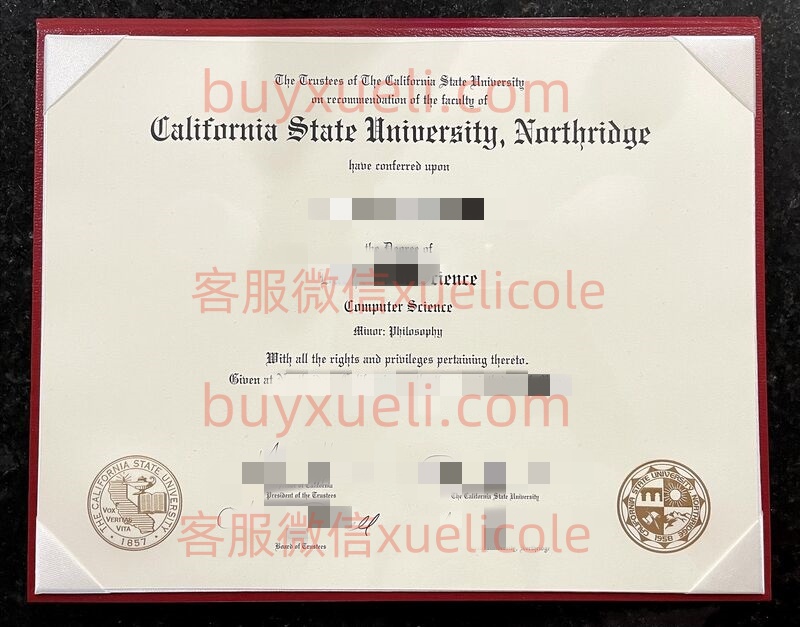 The Trustees of The California State University
buyxueli.com
on recommendation of the faculty of
California State University, Northridge
have conferred upon
the Degree of
客服微信xuelicole
Computer Science
Minor: Philosophy
With all the rights and privileges pertaining thereto.
Given at
buyxueli.com
President of the Trustees
The California State University
客服微信xuelicole
Board of Trustees
THE CALIFORNIA STATE UNIVERSITY
VOX
VERITAS
VITA
1857
CALIFORNIA STATE UNIVERSITY NORTHRIDGE
1958